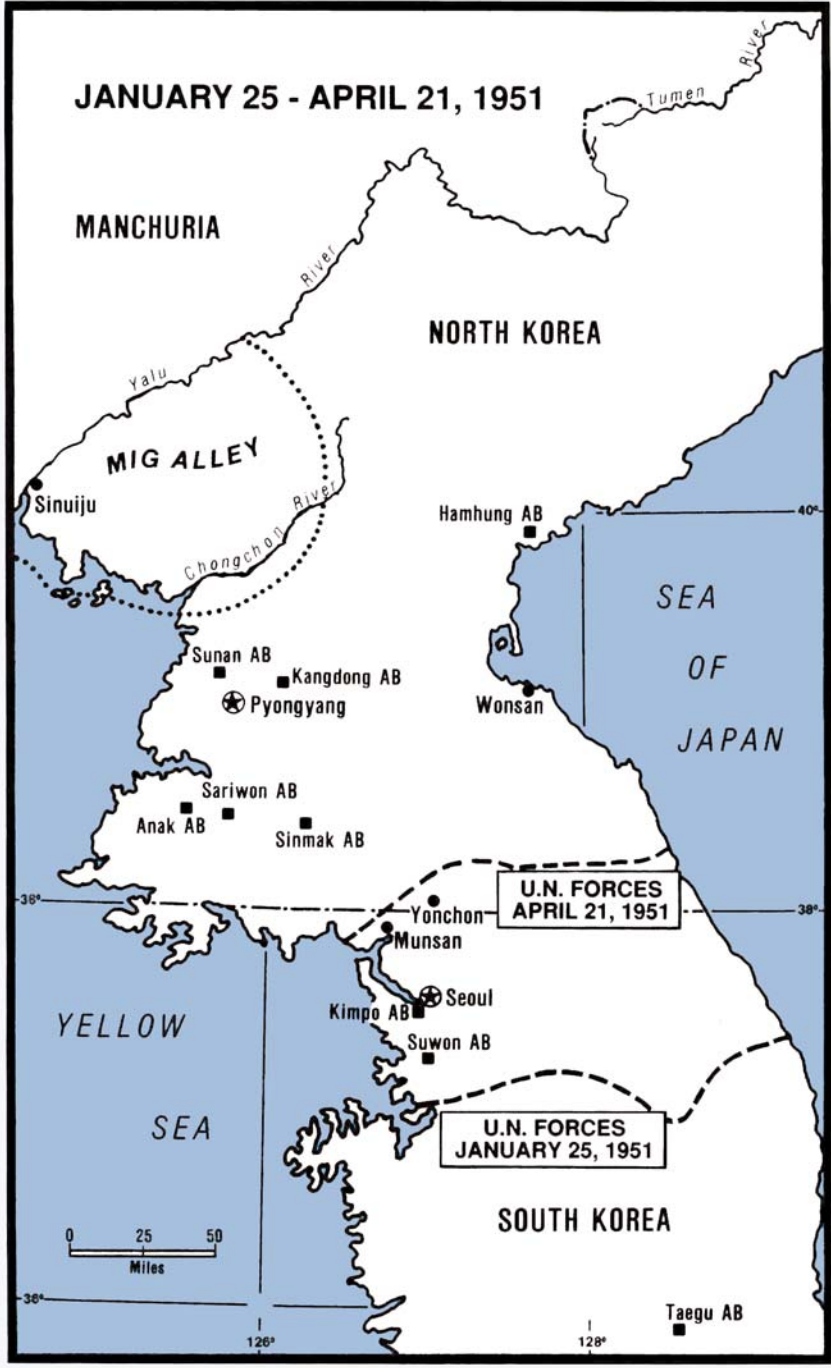 JANUARY 25 - APRIL 21, 1951
Tumen River
MANCHURIA
River
NORTH KOREA
Yalu
MIG ALLEY
Sinuiju
Chongchon River
Hamhung AB
40°
SEA
OF
JAPAN
Sunan AB
Kangdong AB
Pyongyang
Wonsan
Sariwon AB
Anak AB
Sinmak AB
U.N. FORCES
APRIL 21, 1951
38°
38°
Yonchon
Munsan
Seoul
Kimpo AB
Suwon AB
YELLOW
SEA
U.N. FORCES
JANUARY 25, 1951
SOUTH KOREA
0 25 50
Miles
36°
Taegu AB
126°
128°